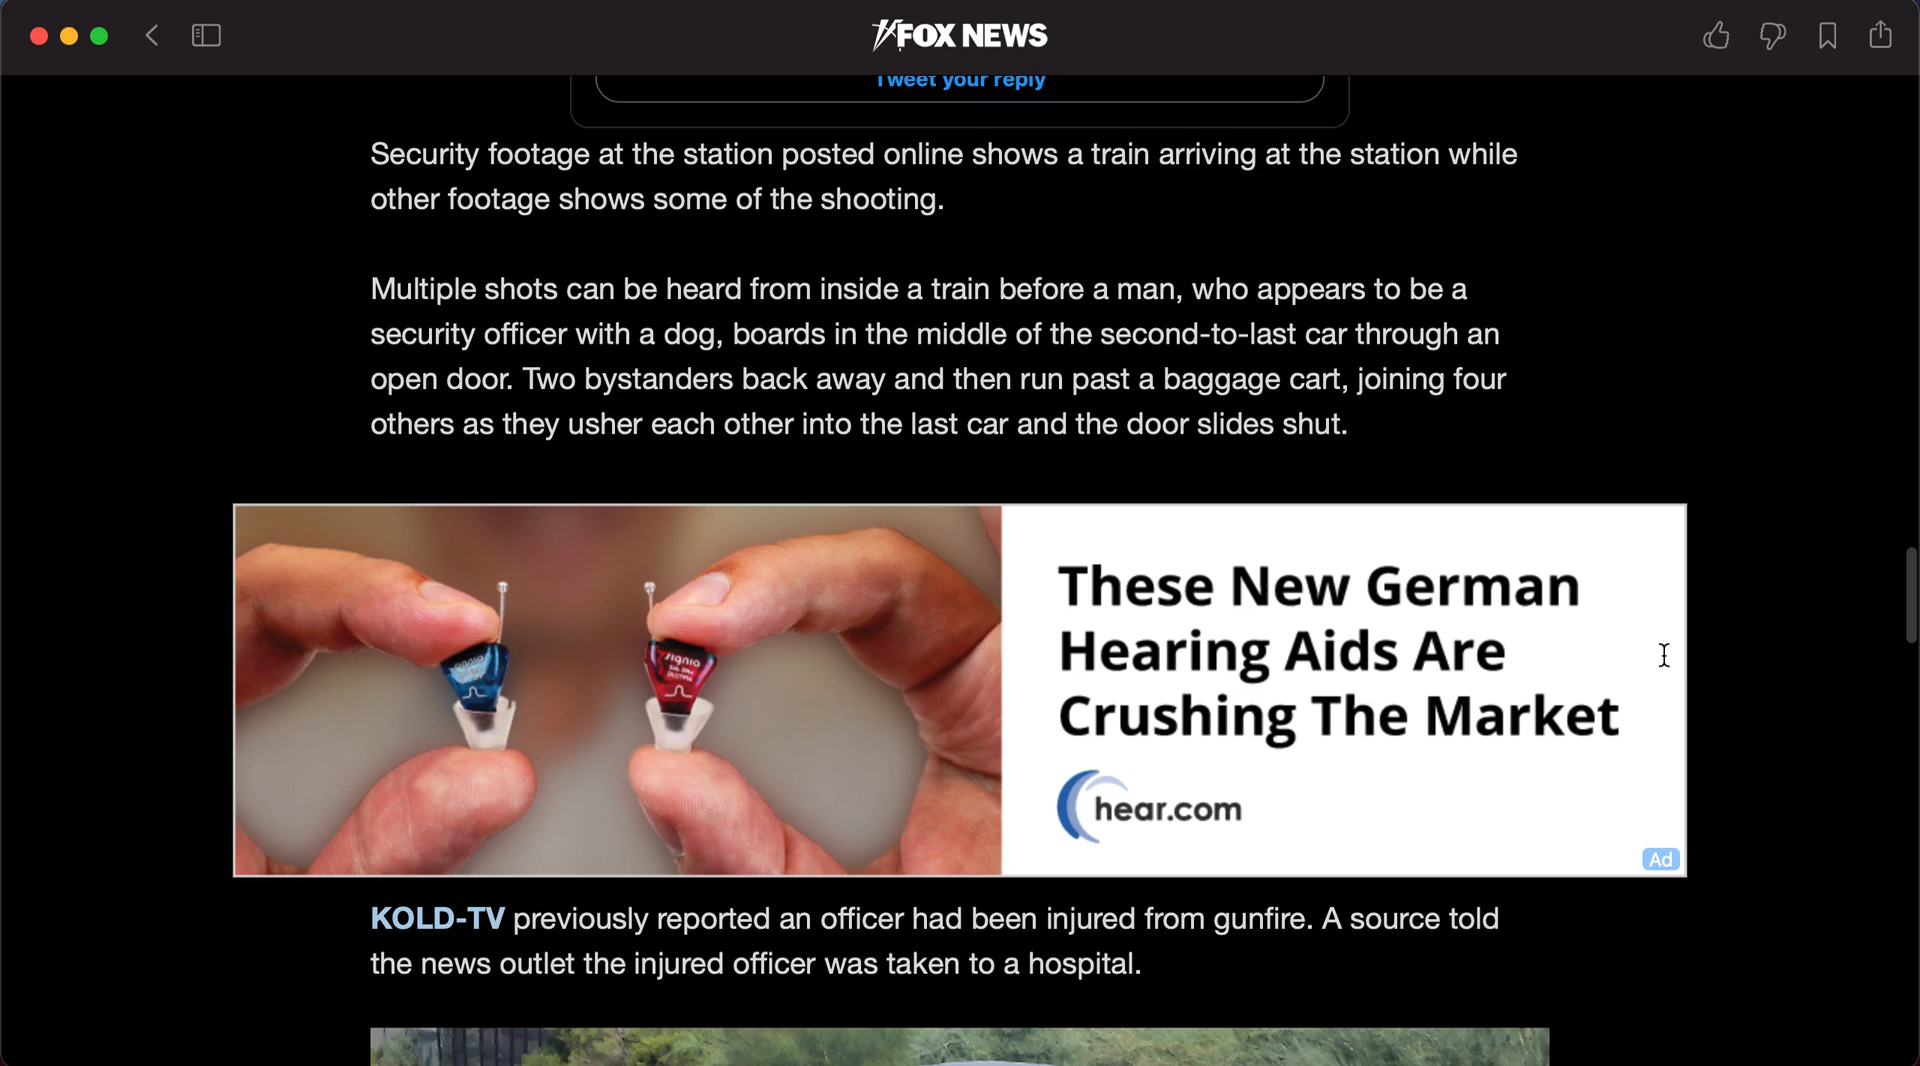 FOX NEWS
Tweet your reply
Security footage at the station posted online shows a train arriving at the station while
other footage shows some of the shooting.
Multiple shots can be heard from inside a train before a man, who appears to be a
security officer with a dog, boards in the middle of the second-to-last car through an
open door. Two bystanders back away and then run past a baggage cart, joining four
others as they usher each other into the last car and the door slides shut.
signia
signia
These New German
Hearing Aids Are
Crushing The Market
hear.com
Ad
KOLD-TV previously reported an officer had been injured from gunfire. A source told
the news outlet the injured officer was taken to a hospital.